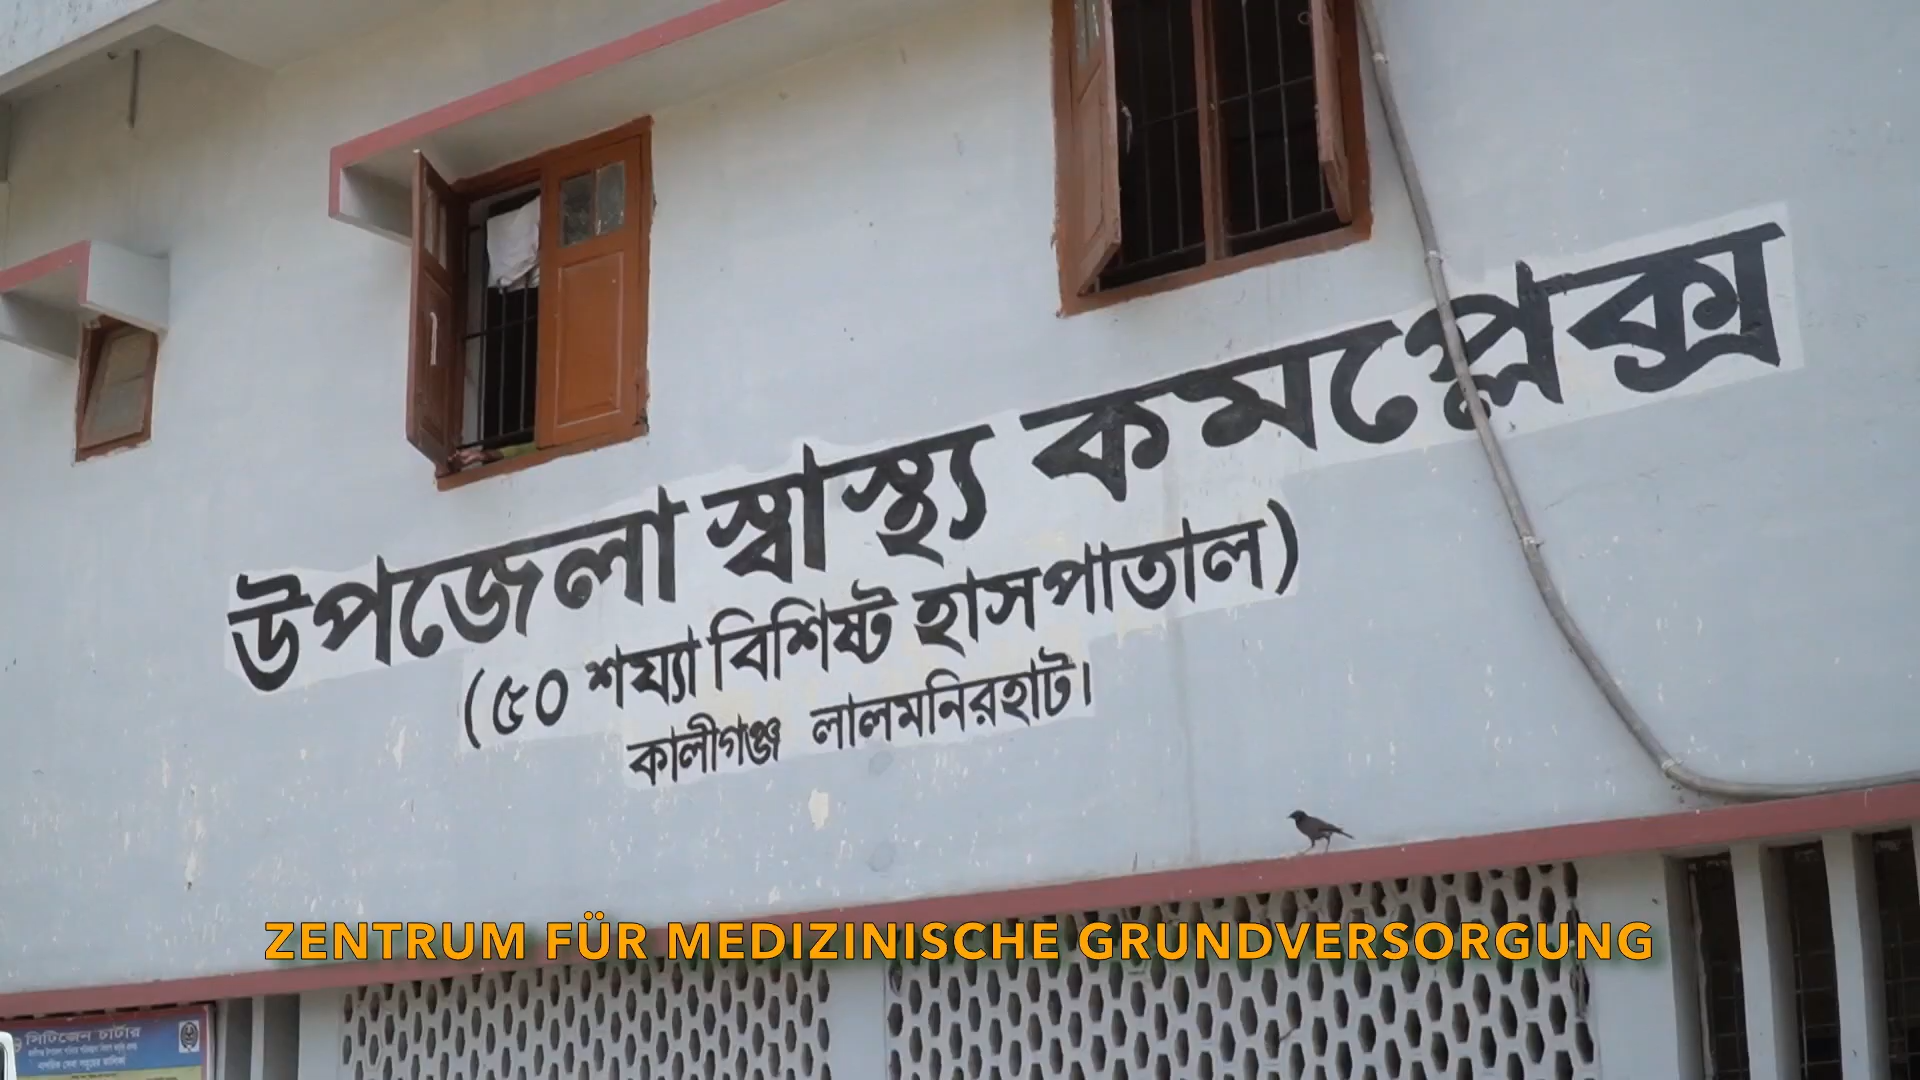 উপজেলা স্বাস্থ্য কমপ্লেক্স
(৫০ শয্যা বিশিষ্ট হাসপাতাল)
কালীগঞ্জ লালমনিরহাট।
ZENTRUM FÜR MEDIZINISCHE GRUNDVERSORGUNG
সিটিজেন চার্টার